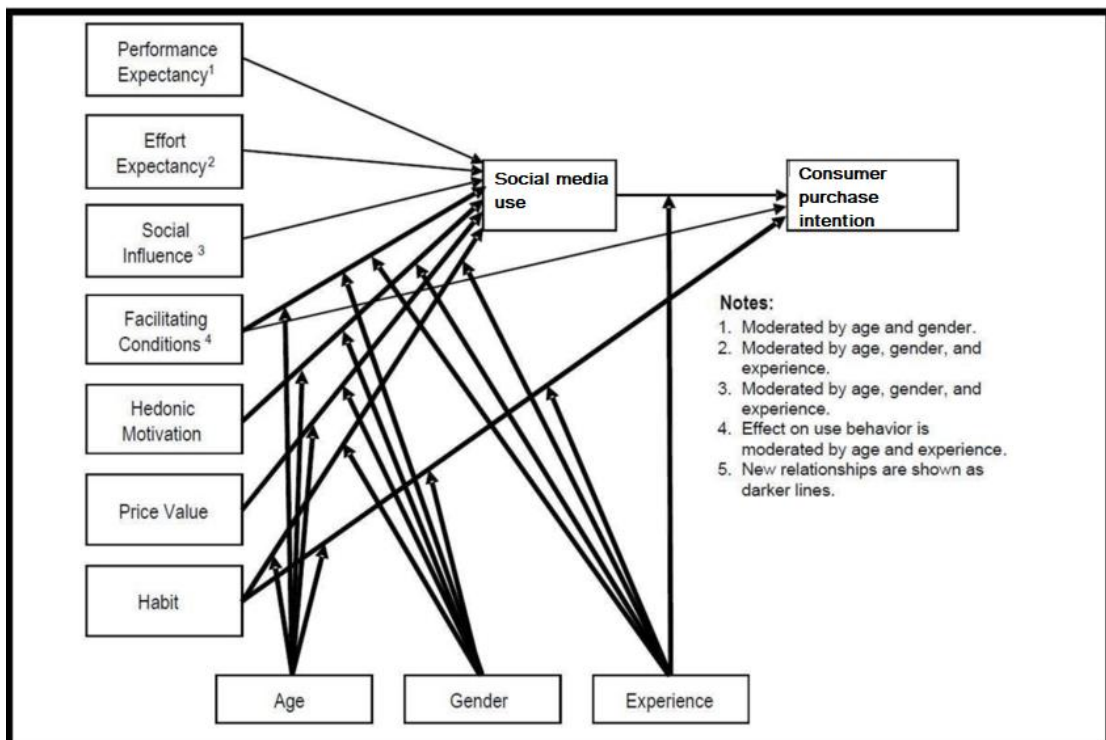 Performance
Expectancy1
Effort
Expectancy2
Social
Influence 3
Facilitating
Conditions 4
Hedonic
Motivation
Price Value
Habit
Social media
use
Consumer
purchase
intention
Notes:
1. Moderated by age and gender.
2. Moderated by age, gender, and
experience.
3. Moderated by age, gender, and
experience.
4. Effect on use behavior is
moderated by age and experience.
5. New relationships are shown as
darker lines.
Age
Gender
Experience